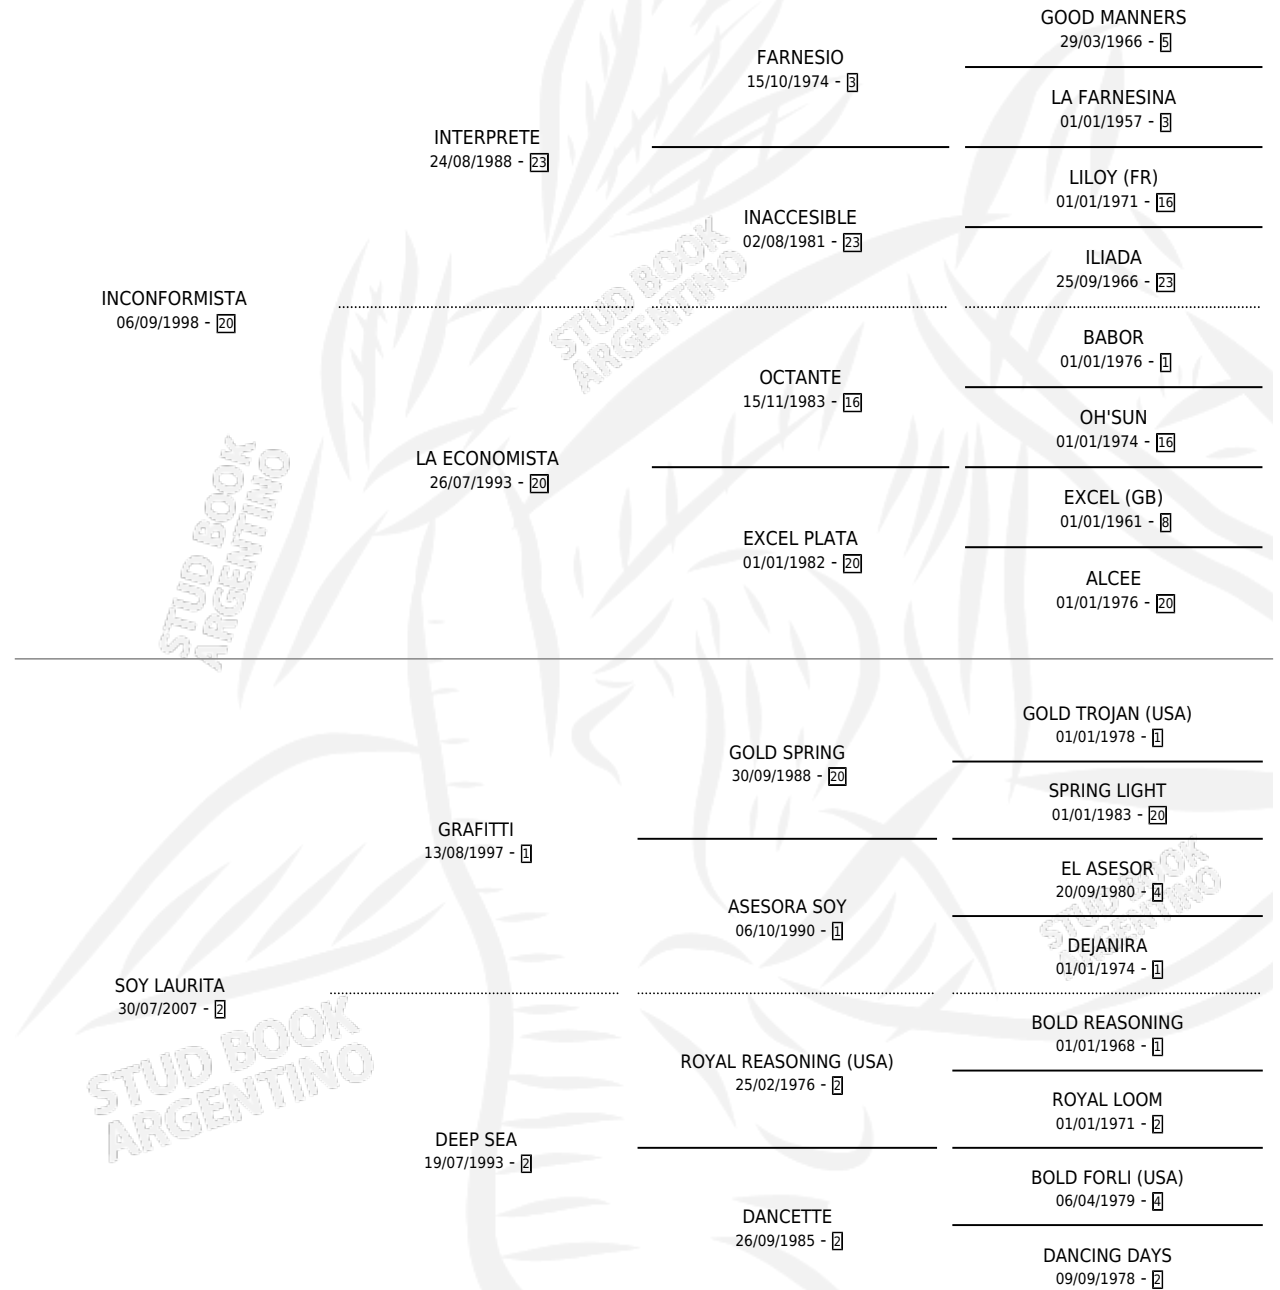 GOOD MANNERS
29/03/1966 - 5
FARNESIO
15/10/1974 - 3
LA FARNESINA
01/01/1957 - 3
INTERPRETE
24/08/1988 - 23
LILOY (FR)
01/01/1971 - 16
INACCESIBLE
02/08/1981 - 23
ILIADA
25/09/1966 - 23
INCONFORMISTA
06/09/1998 - 20
BABOR
01/01/1976 - 1
OCTANTE
15/11/1983 - 16
OH'SUN
01/01/1974 - 16
LA ECONOMISTA
26/07/1993 - 20
EXCEL (GB)
01/01/1961 - 8
EXCEL PLATA
01/01/1982 - 20
ALCEE
01/01/1976 - 20
GOLD TROJAN (USA)
01/01/1978 - 1
GOLD SPRING
30/09/1988 - 20
SPRING LIGHT
01/01/1983 - 20
GRAFITTI
13/08/1997 - 1
EL ASESOR
20/09/1980 - 4
ASESORA SOY
06/10/1990 - 1
DEJANIRA
01/01/1974 - 1
SOY LAURITA
30/07/2007 - 2
BOLD REASONING
01/01/1968 - 1
ROYAL REASONING (USA)
25/02/1976 - 2
ROYAL LOOM
01/01/1971 - 2
DEEP SEA
19/07/1993 - 2
BOLD FORLI (USA)
06/04/1979 - 4
DANCETTE
26/09/1985 - 2
DANCING DAYS
09/09/1978 - 2
STUD BOOK
ARGENTINO
STUD BOOK
ARGENTINO
STUD BOOK
ARGENTINO
STUD BOOK
ARGENTINO